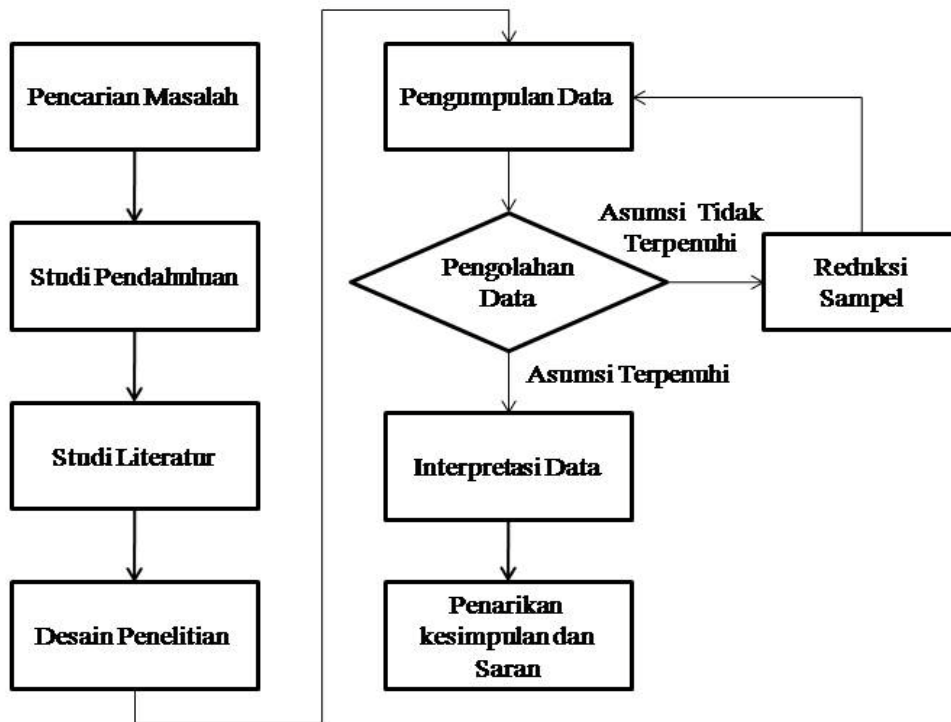 Pencarian Masalah
Studi Pendahuluan
Studi Literatur
Desain Penelitian
Pengumpulan Data
Pengolahan
Data
Asumsi Tidak
Terpenuhi
Reduksi
Sampel
Asumsi Terpenuhi
Interpretasi Data
Penarikan
kesimpulan dan
Saran